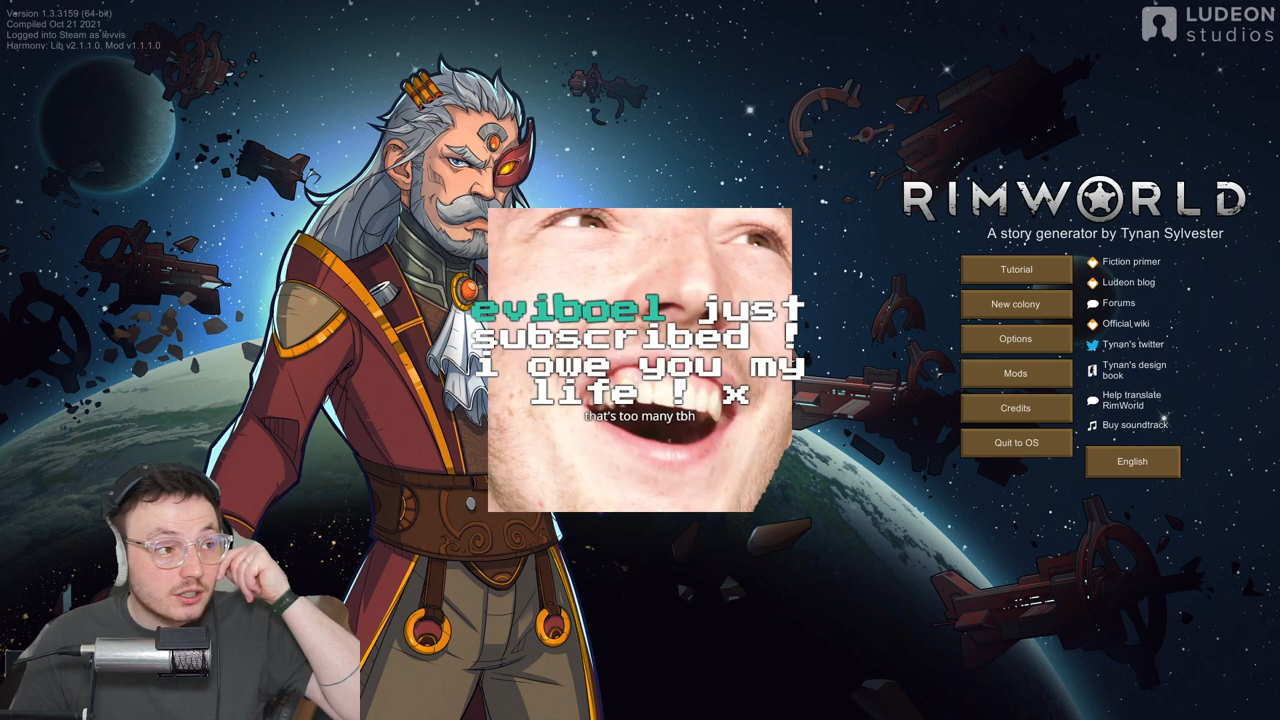 Version 1.3.3159 (64-bit)
Compiled Oct 21 2021
Logged into Steam as ievvis
Harmony: Lib v2.1.1.0, Mod v1.1.1.0
LUDEON
studios
RIMWORLD
A story generator by Tynan Sylvester
Tutorial
New colony
Options
Mods
Credits
Quit to OS
Fiction primer
Ludeon blog
Forums
Official wiki
Tynan's twitter
Tynan's design
book
Help translate
RimWorld
Buy soundtrack
English
eviboel just
subscribed !
i owe you my
life ! x
that's too many tbh